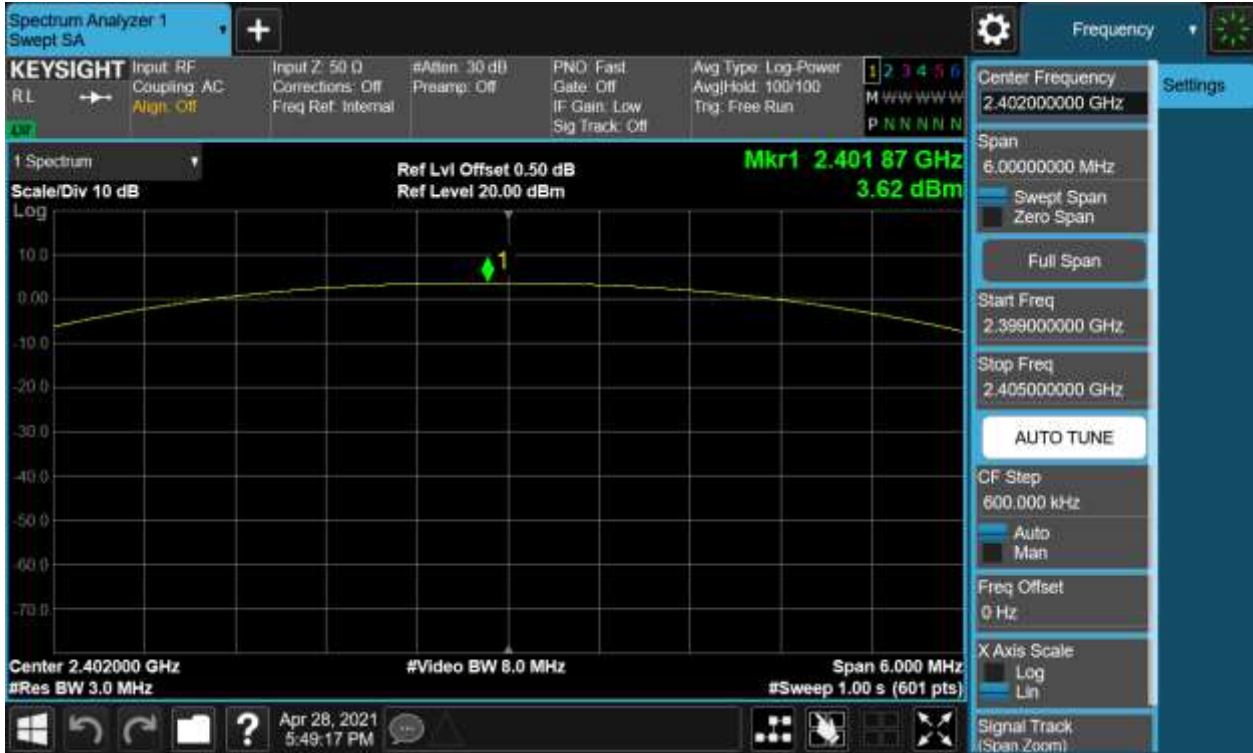 Spectrum Analyzer 1
Swept SA
+
Frequency
KEYSIGHT
RL
Input: RF
Coupling: AC
Align: Off
Input Z: 50 Ω
Corrections: Off
Freq Ref: Internal
#Atten: 30 dB
Preamp: Off
PNO: Fast
Gate: Off
IF Gain: Low
Sig Track: Off
Avg Type: Log-Power
Avg|Hold: 100/100
Trig: Free Run
1 2 3 4 5 6
M W W W W W
P N N N N N
1 Spectrum
Scale/Div 10 dB
Ref Lvl Offset 0.50 dB
Ref Level 20.00 dBm
Mkr1 2.401 87 GHz
3.62 dBm
Log
10.0
0.00
-10.0
-20.0
-30.0
-40.0
-50.0
-60.0
-70.0
1
Center 2.402000 GHz
#Res BW 3.0 MHz
#Video BW 8.0 MHz
Span 6.000 MHz
#Sweep 1.00 s (601 pts)
Center Frequency
2.402000000 GHz
Settings
Span
6.00000000 MHz
Swept Span
Zero Span
Full Span
Start Freq
2.399000000 GHz
Stop Freq
2.405000000 GHz
AUTO TUNE
CF Step
600.000 kHz
Auto
Man
Freq Offset
0 Hz
X Axis Scale
Log
Lin
Signal Track
(Span Zoom)
?
Apr 28, 2021
5:49:17 PM